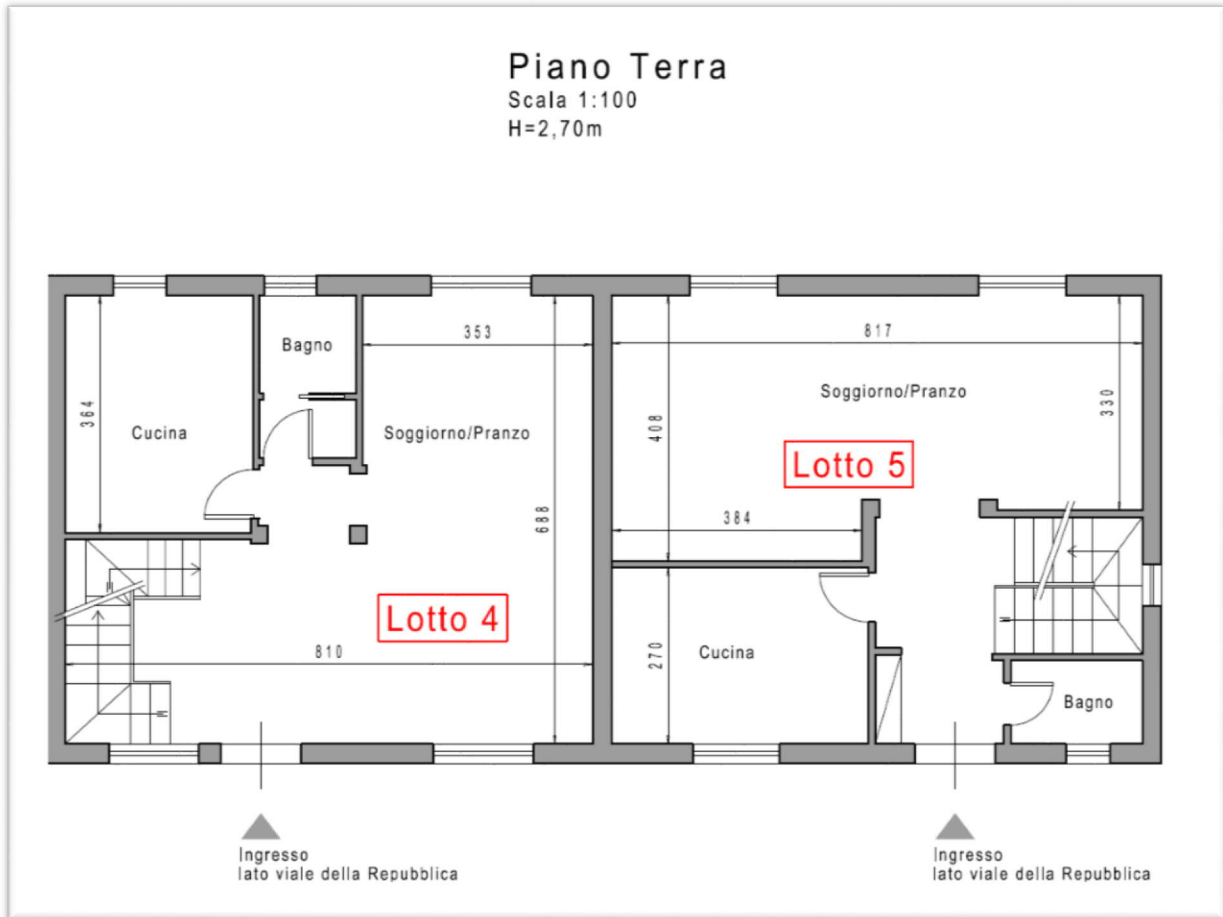 Piano Terra
Scala 1:100
H=2,70m
353
817
Bagno
364
Cucina
Soggiorno/Pranzo
688
408
Soggiorno/Pranzo
330
Lotto 5
384
Lotto 4
810
270
Cucina
Bagno
Ingresso
lato viale della Repubblica
Ingresso
lato viale della Repubblica